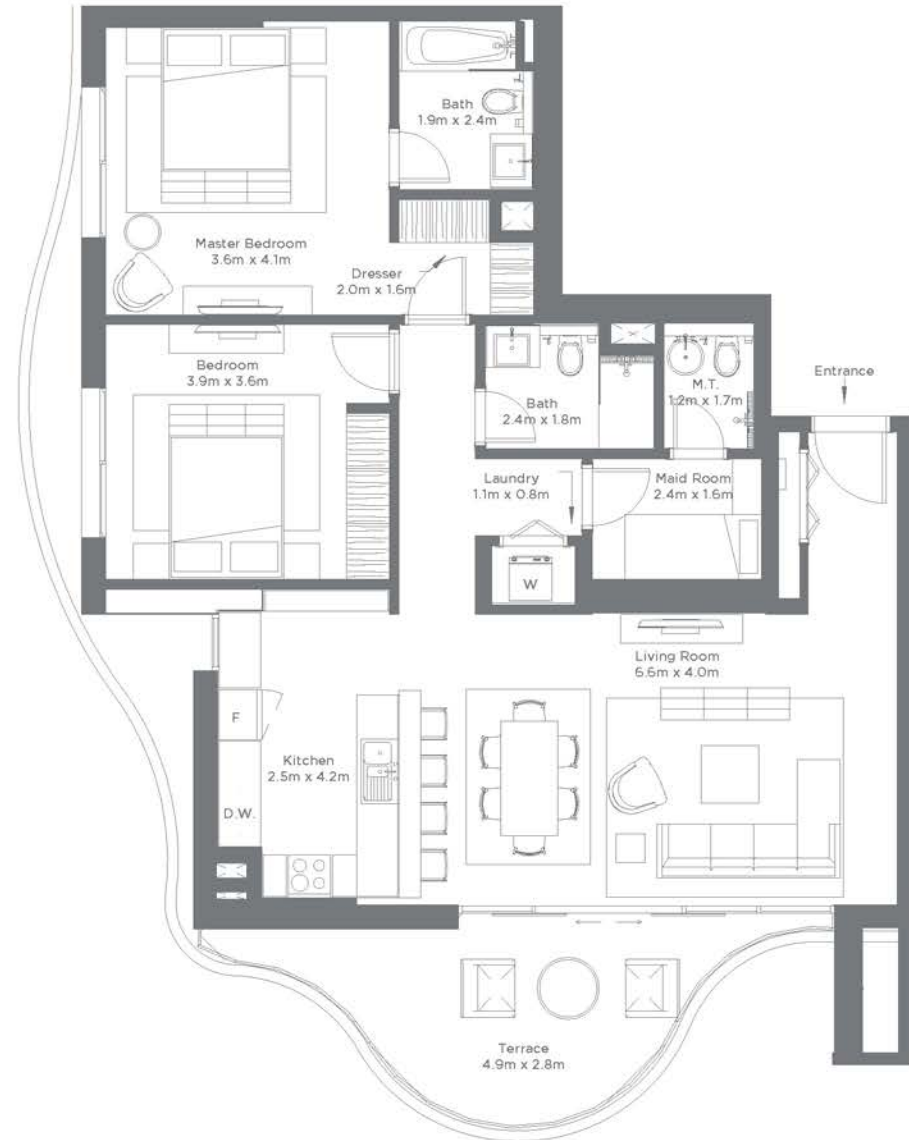 Bath
1.9m x 2.4m
Master Bedroom
3.6m x 4.1m
Dresser
2.0m x 1.6m
Bedroom
3.9m x 3.6m
Bath
2.4m x 1.8m
M.T.
1.2m x 1.7m
Entrance
Laundry
1.1m x 0.8m
Maid Room
2.4m x 1.6m
W
Living Room
6.6m x 4.0m
F
Kitchen
2.5m x 4.2m
D.W.
Terrace
4.9m x 2.8m